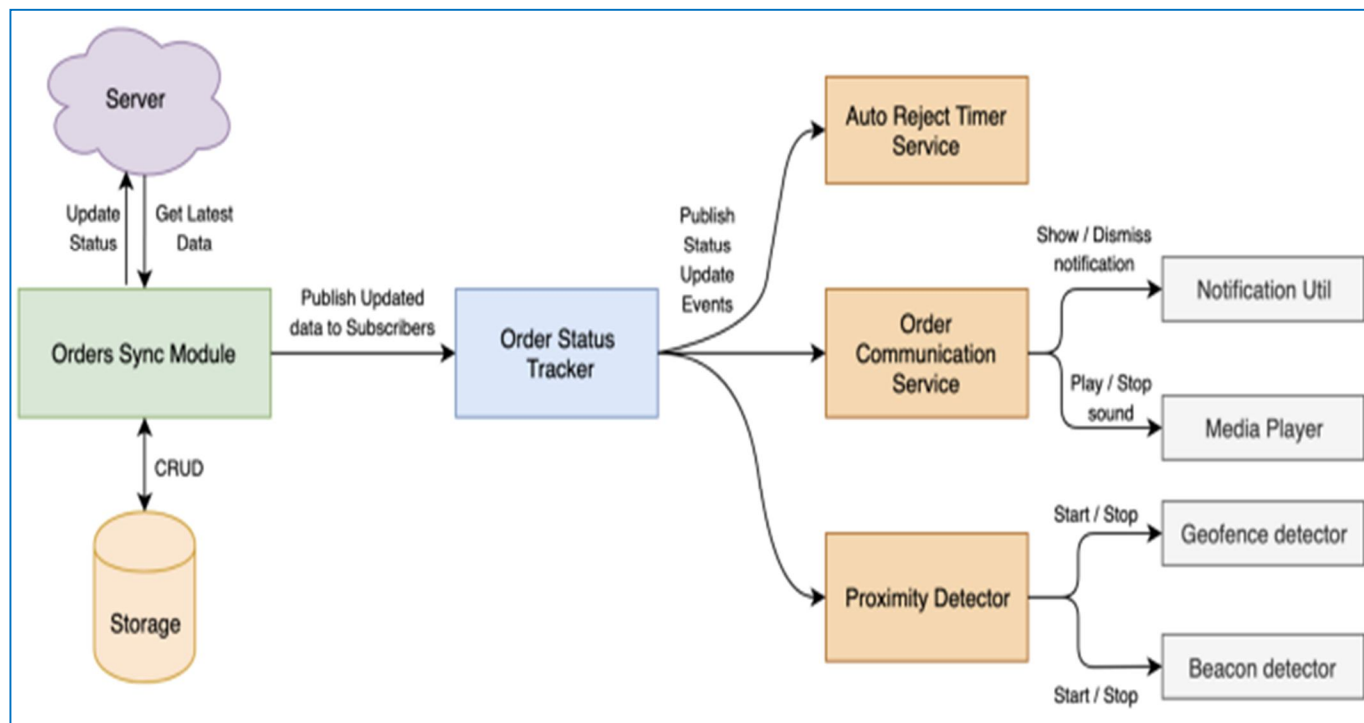 Server
Update
Status
Get Latest
Data
Orders Sync Module
CRUD
Storage
Publish Updated
data to Subscribers
Order Status
Tracker
Publish
Status
Update
Events
Auto Reject Timer
Service
Order
Communication
Service
Show / Dismiss
notification
Notification Util
Play / Stop
sound
Media Player
Proximity Detector
Start / Stop
Geofence detector
Start / Stop
Beacon detector